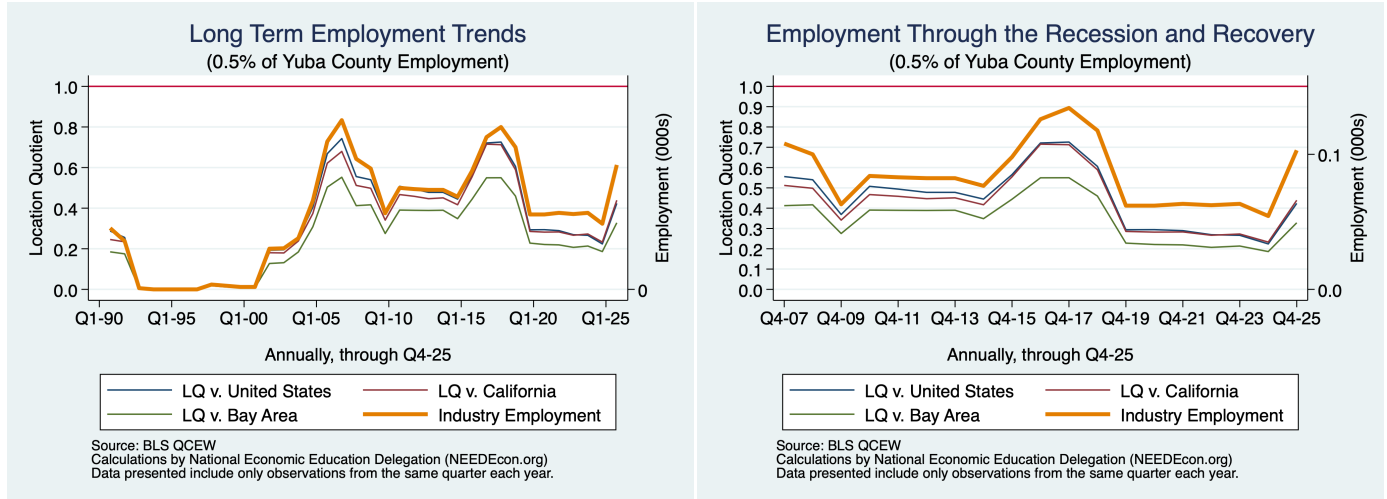 Long Term Employment Trends
(0.5% of Yuba County Employment)
Location Quotient
1.0
0.8
0.6
0.4
0.2
0.0
Employment (000s)
0
Q1-90 Q1-95 Q1-00 Q1-05 Q1-10 Q1-15 Q1-20 Q1-25
Annually, through Q4-25
LQ v. United States LQ v. California
LQ v. Bay Area Industry Employment
Source: BLS QCEW
Calculations by National Economic Education Delegation (NEEDEcon.org)
Data presented include only observations from the same quarter each year.
Employment Through the Recession and Recovery
(0.5% of Yuba County Employment)
Location Quotient
1.0
0.9
0.8
0.7
0.6
0.5
0.4
0.3
0.2
0.1
0.0
Employment (000s)
0.1
0.0
Q4-07 Q4-09 Q4-11 Q4-13 Q4-15 Q4-17 Q4-19 Q4-21 Q4-23 Q4-25
Annually, through Q4-25
LQ v. United States LQ v. California
LQ v. Bay Area Industry Employment
Source: BLS QCEW
Calculations by National Economic Education Delegation (NEEDEcon.org)
Data presented include only observations from the same quarter each year.